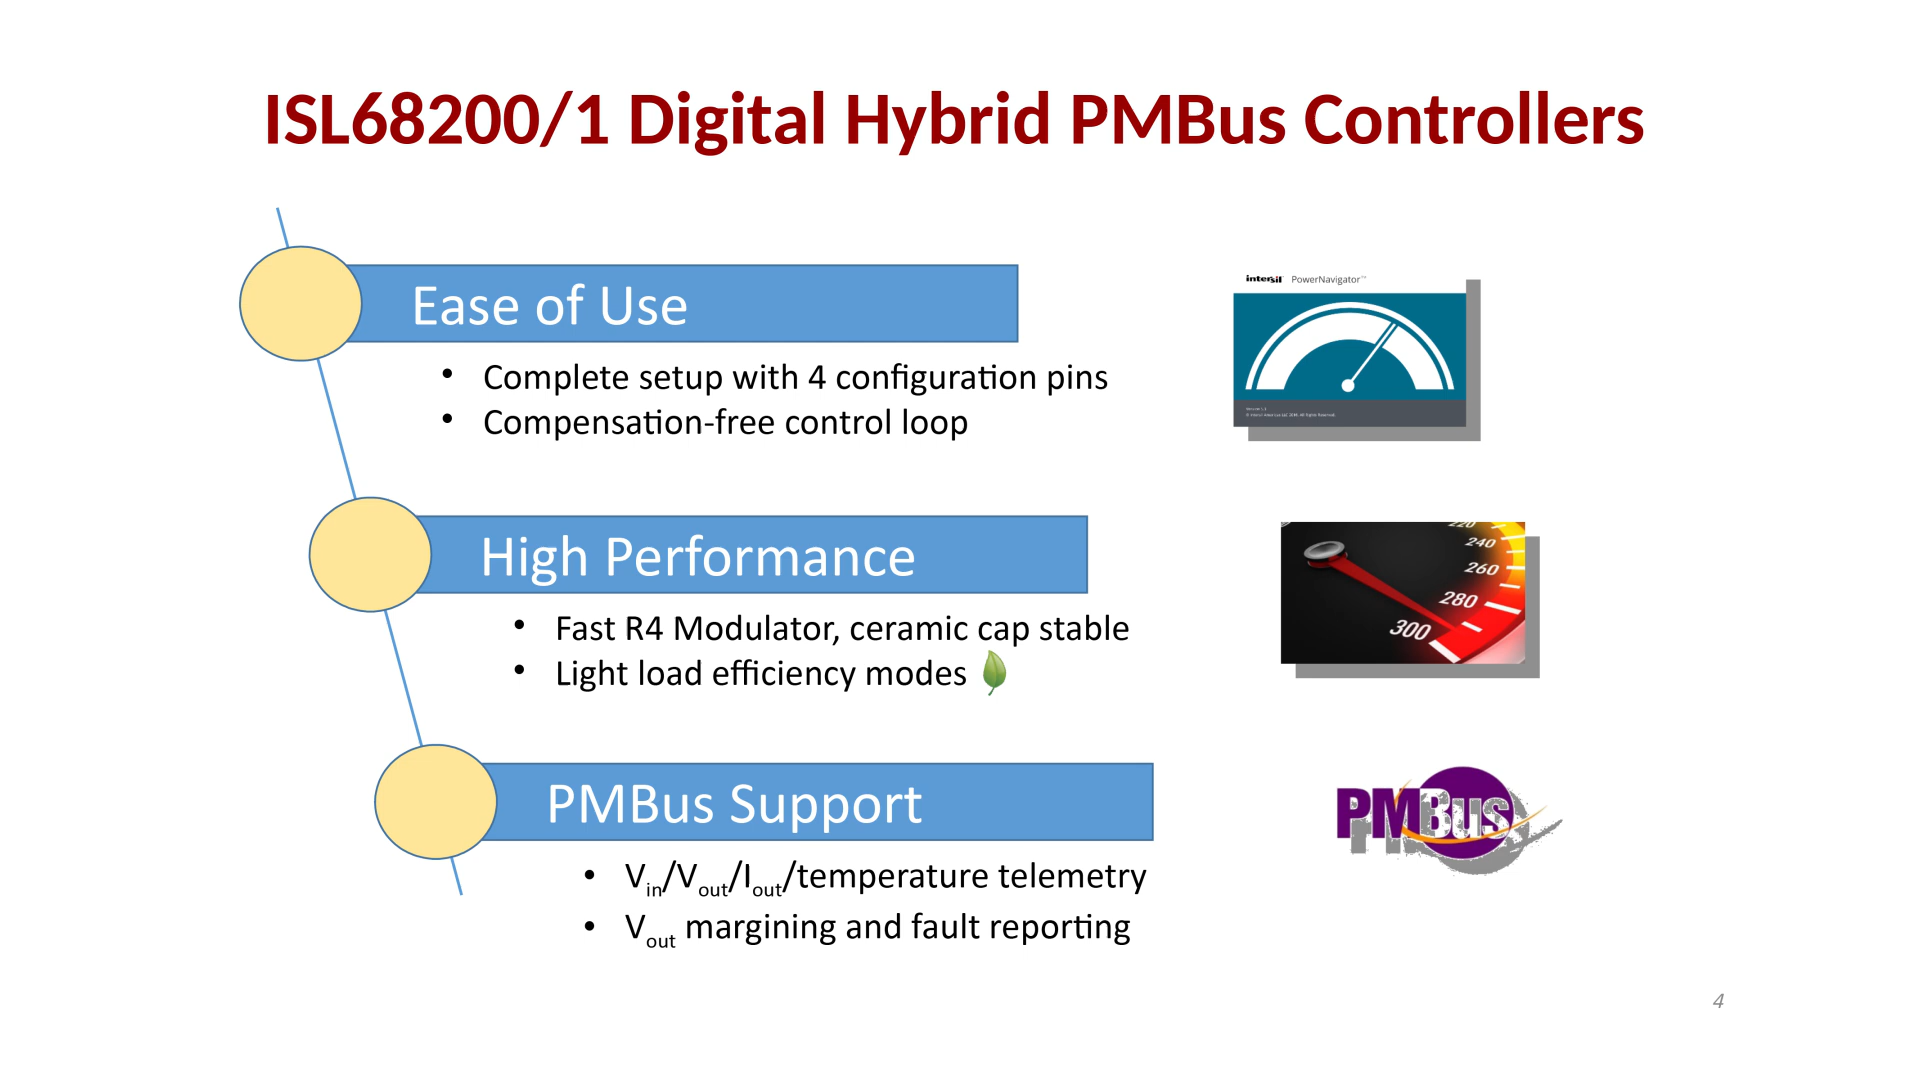 ISL68200/1 Digital Hybrid PMBus Controllers
Ease of Use
• Complete setup with 4 configuration pins
• Compensation-free control loop
intersil PowerNavigator™
High Performance
• Fast R4 Modulator, ceramic cap stable
• Light load efficiency modes
220
240
260
280
300
PMBus Support
• Vin/Vout/Iout/temperature telemetry
• Vout margining and fault reporting
PMBus
4